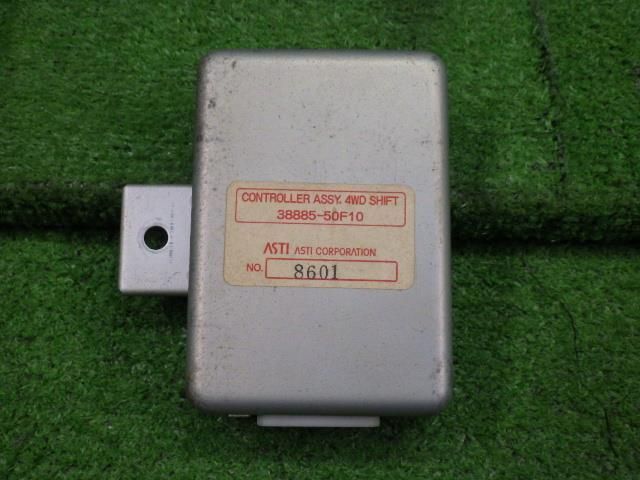 CONTROLLER ASSY. 4WD SHIFT
38885-50F10
ASTI ASTI CORPORATION
NO. 8601